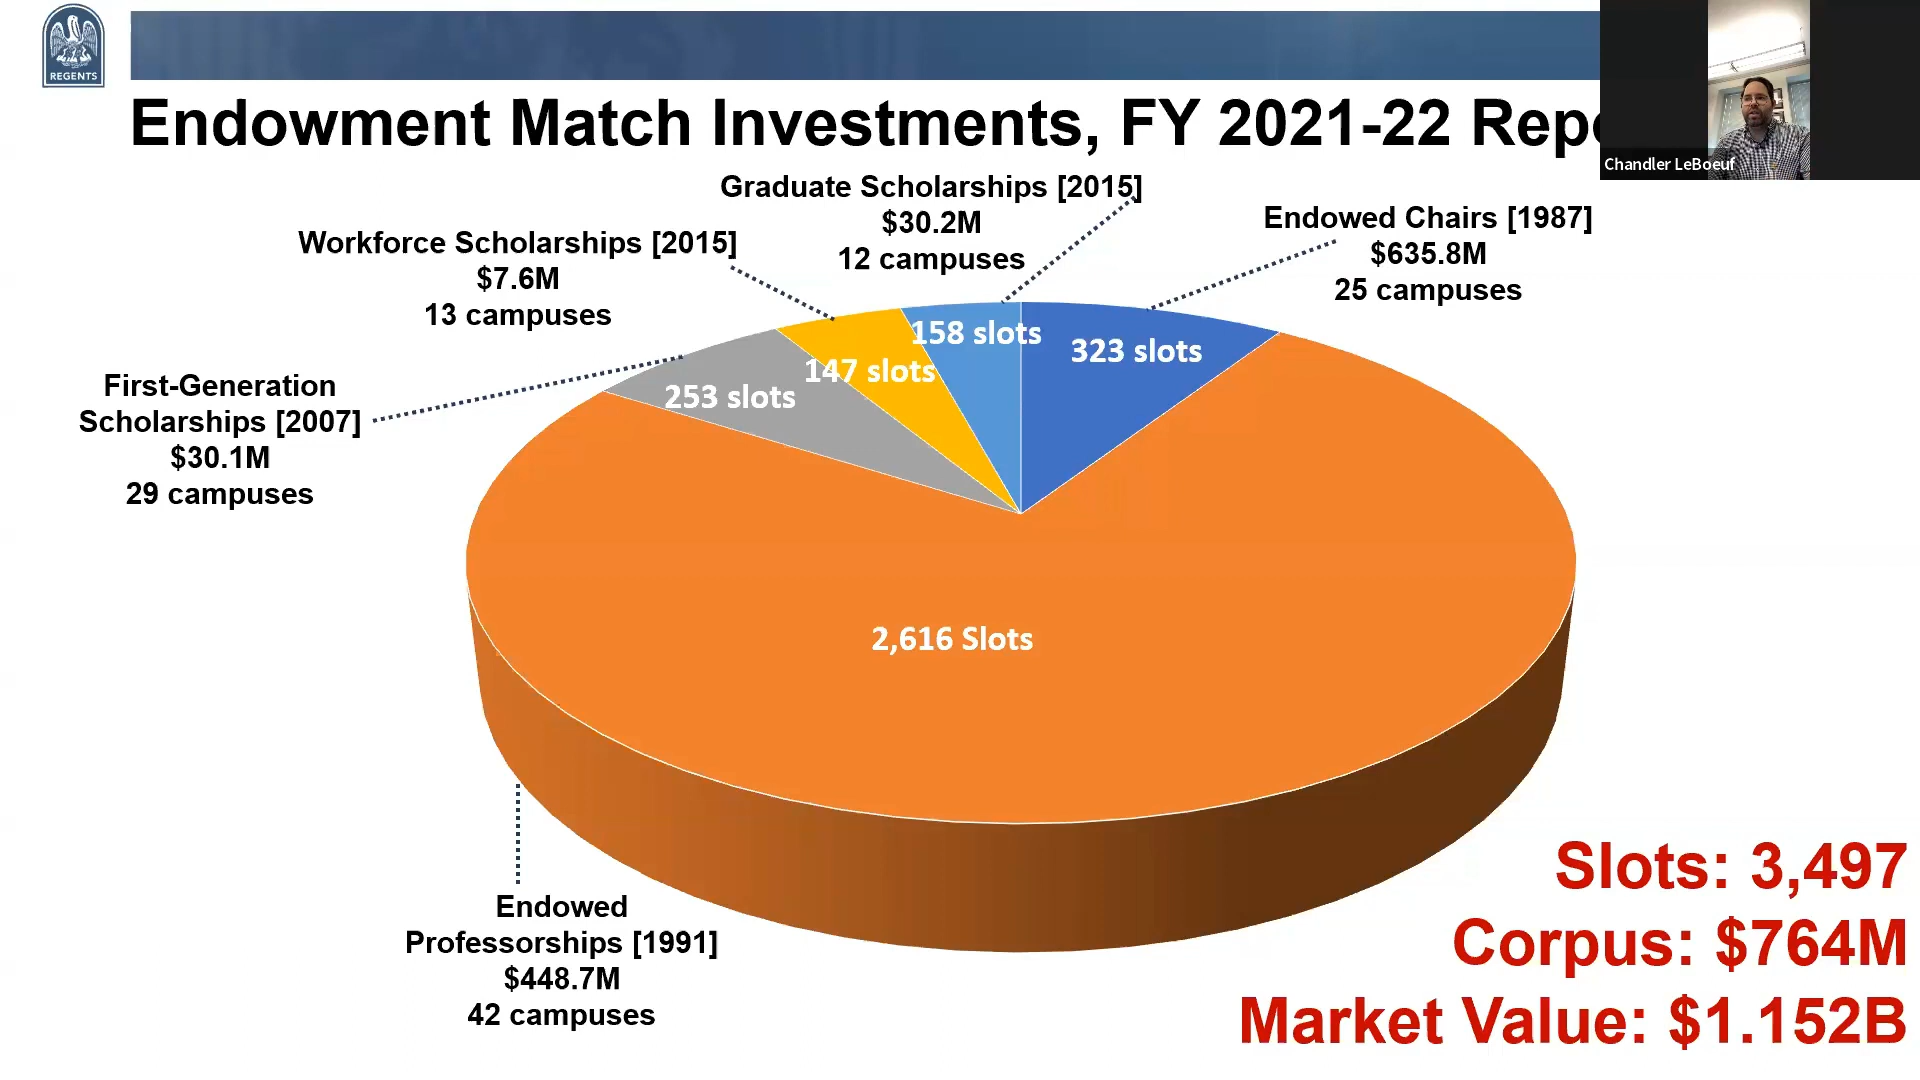 REGENTS
Endowment Match Investments, FY 2021-22
Chandler LeBoeuf
Graduate Scholarships [2015]
$30.2M
12 campuses
Endowed Chairs [1987]
$635.8M
25 campuses
Workforce Scholarships [2015]
$7.6M
13 campuses
First-Generation
Scholarships [2007]
$30.1M
29 campuses
158 slots
323 slots
147 slots
253 slots
2,616 Slots
Endowed
Professorships [1991]
$448.7M
42 campuses
Slots: 3,497
Corpus: $764M
Market Value: $1.152B